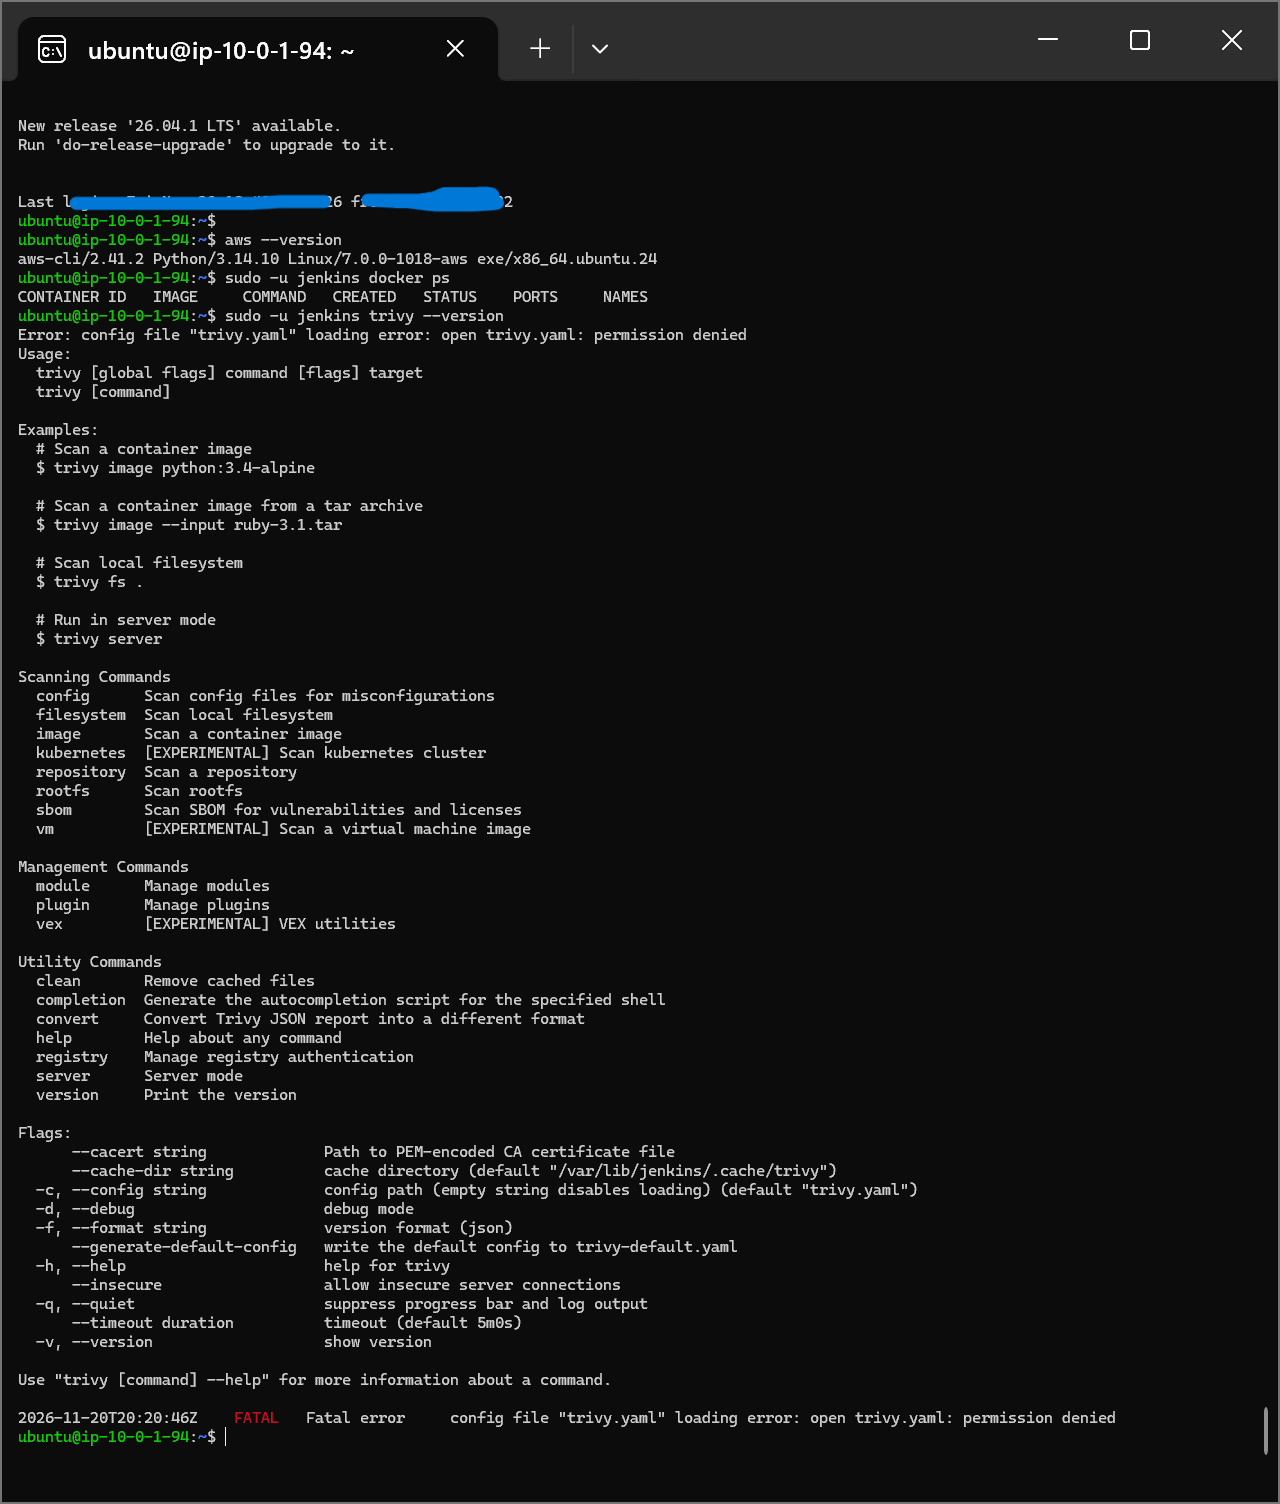 ubuntu@ip-10-0-1-94: ~
New release '26.04.1 LTS' available.
Run 'do-release-upgrade' to upgrade to it.
Last
ubuntu@ip-10-0-1-94:~$
ubuntu@ip-10-0-1-94:~$ aws --version
aws-cli/2.41.2 Python/3.14.10 Linux/7.0.0-1018-aws exe/x86_64.ubuntu.24
ubuntu@ip-10-0-1-94:~$ sudo -u jenkins docker ps
CONTAINER ID   IMAGE     COMMAND   CREATED   STATUS    PORTS     NAMES
ubuntu@ip-10-0-1-94:~$ sudo -u jenkins trivy --version
Error: config file "trivy.yaml" loading error: open trivy.yaml: permission denied
Usage:
  trivy [global flags] command [flags] target
  trivy [command]
Examples:
  # Scan a container image
  $ trivy image python:3.4-alpine
  # Scan a container image from a tar archive
  $ trivy image --input ruby-3.1.tar
  # Scan local filesystem
  $ trivy fs .
  # Run in server mode
  $ trivy server
Scanning Commands
  config      Scan config files for misconfigurations
  filesystem  Scan local filesystem
  image       Scan a container image
  kubernetes  [EXPERIMENTAL] Scan kubernetes cluster
  repository  Scan a repository
  rootfs      Scan rootfs
  sbom        Scan SBOM for vulnerabilities and licenses
  vm          [EXPERIMENTAL] Scan a virtual machine image
Management Commands
  module      Manage modules
  plugin      Manage plugins
  vex         [EXPERIMENTAL] VEX utilities
Utility Commands
  clean       Remove cached files
  completion  Generate the autocompletion script for the specified shell
  convert     Convert Trivy JSON report into a different format
  help        Help about any command
  registry    Manage registry authentication
  server      Server mode
  version     Print the version
Flags:
      --cacert string             Path to PEM-encoded CA certificate file
      --cache-dir string          cache directory (default "/var/lib/jenkins/.cache/trivy")
  -c, --config string             config path (empty string disables loading) (default "trivy.yaml")
  -d, --debug                     debug mode
  -f, --format string             version format (json)
      --generate-default-config   write the default config to trivy-default.yaml
  -h, --help                      help for trivy
      --insecure                  allow insecure server connections
  -q, --quiet                     suppress progress bar and log output
      --timeout duration          timeout (default 5m0s)
  -v, --version                   show version
Use "trivy [command] --help" for more information about a command.
2026-11-20T20:20:46Z    FATAL   Fatal error     config file "trivy.yaml" loading error: open trivy.yaml: permission denied
ubuntu@ip-10-0-1-94:~$